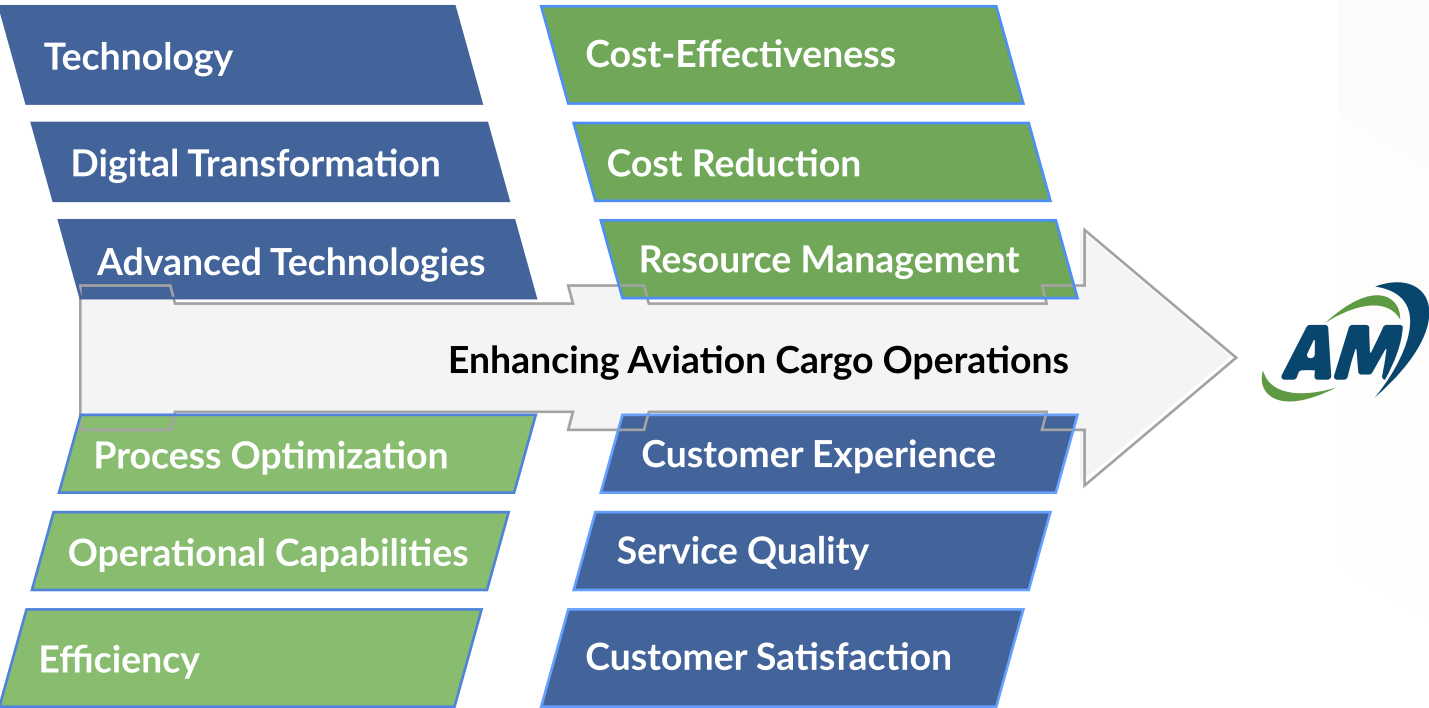 Technology
Digital Transformation
Advanced Technologies
Cost-Effectiveness
Cost Reduction
Resource Management
Enhancing Aviation Cargo Operations
AM
Process Optimization
Operational Capabilities
Efficiency
Customer Experience
Service Quality
Customer Satisfaction